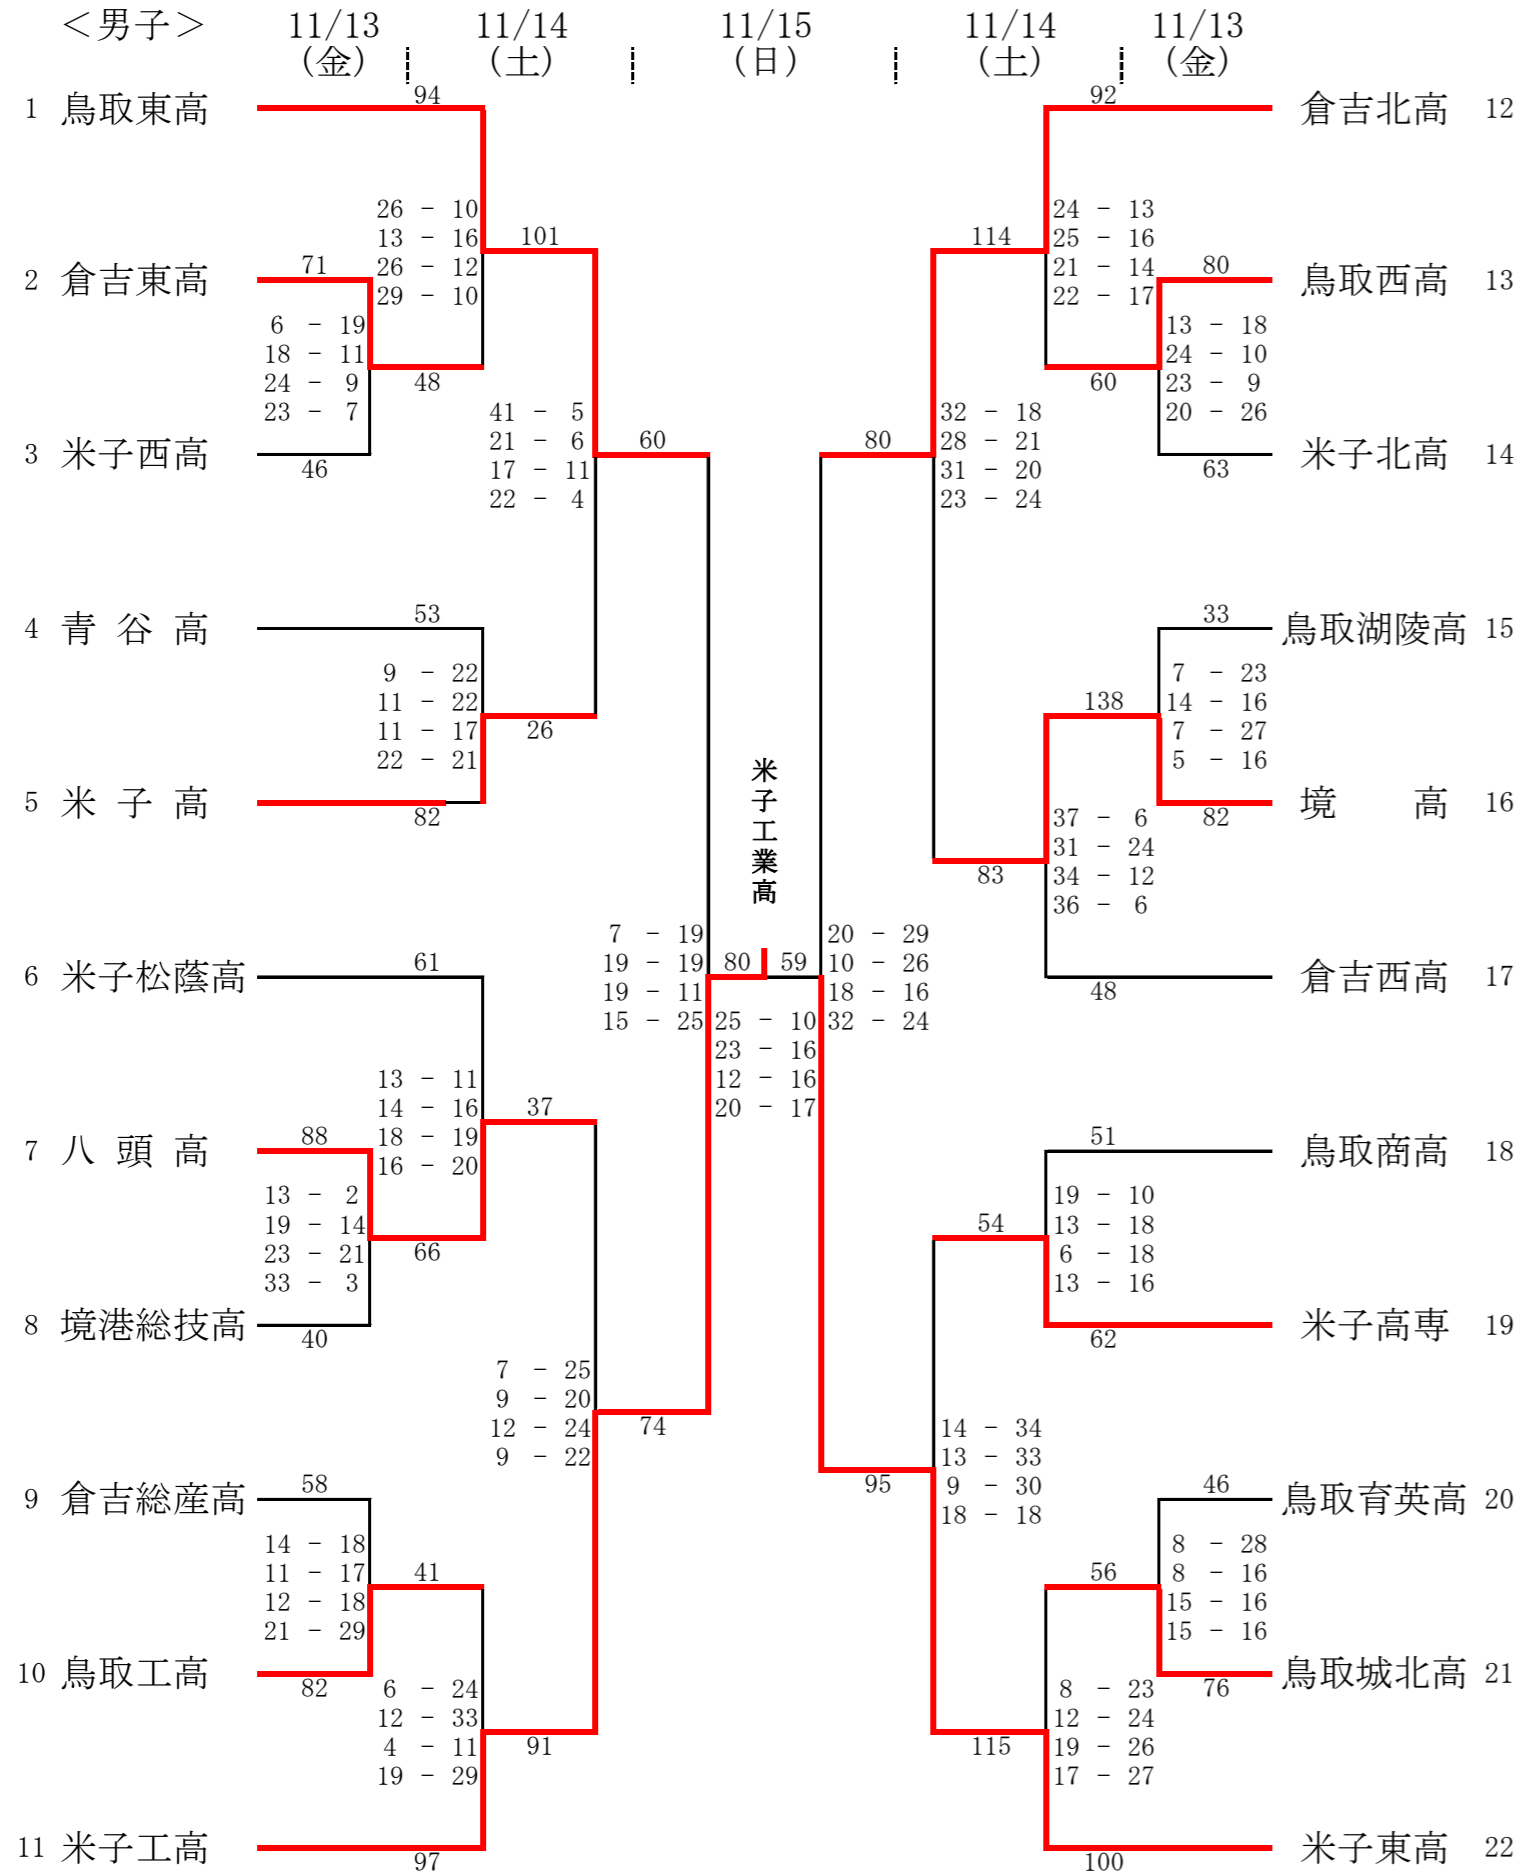 <男子>
11/13 11/14 11/15 11/14 11/13
(金) (土) (日) (土) (金)
1 鳥取東高 94 92 倉吉北高 12
26 - 10 24 - 13
13 - 16 101 114 25 - 16
2 倉吉東高 71 26 - 12 21 - 14 80 鳥取西高 13
29 - 10 22 - 17
6 - 19 13 - 18
18 - 11 24 - 10
24 - 9 48 60 23 - 9
23 - 7 41 - 5 32 - 18 20 - 26
3 米子西高 46 21 - 6 60 80 28 - 21 63 米子北高 14
17 - 11 31 - 20
22 - 4 23 - 24
4 青谷高 53 33 鳥取湖陵高 15
9 - 22 7 - 23
11 - 22 138 14 - 16
11 - 17 26 7 - 27
22 - 21 5 - 16
5 米子高 82 82 境高 16
米子工業高
37 - 6
31 - 24
83 34 - 12
36 - 6
7 - 19 20 - 29
6 米子松蔭高 61 19 - 19 80 59 10 - 26 48 倉吉西高 17
19 - 11 18 - 16
15 - 25 25 - 10 32 - 24
23 - 16
13 - 11 12 - 16
14 - 16 37 20 - 17
7 八頭高 88 18 - 19 51 鳥取商高 18
16 - 20
13 - 2 19 - 10
19 - 14 54 13 - 18
23 - 21 66 6 - 18
33 - 3 13 - 16
8 境港総技高 40 62 米子高専 19
7 - 25
9 - 20 74 14 - 34
12 - 24 13 - 33
9 - 22 95 9 - 30
9 倉吉総産高 58 18 - 18 46 鳥取育英高 20
14 - 18 8 - 28
11 - 17 41 56 8 - 16
12 - 18 15 - 16
21 - 29 15 - 16
10 鳥取工高 82 6 - 24 8 - 23 76 鳥取城北高 21
12 - 33 12 - 24
4 - 11 91 115 19 - 26
19 - 29 17 - 27
11 米子工高 97 100 米子東高 22